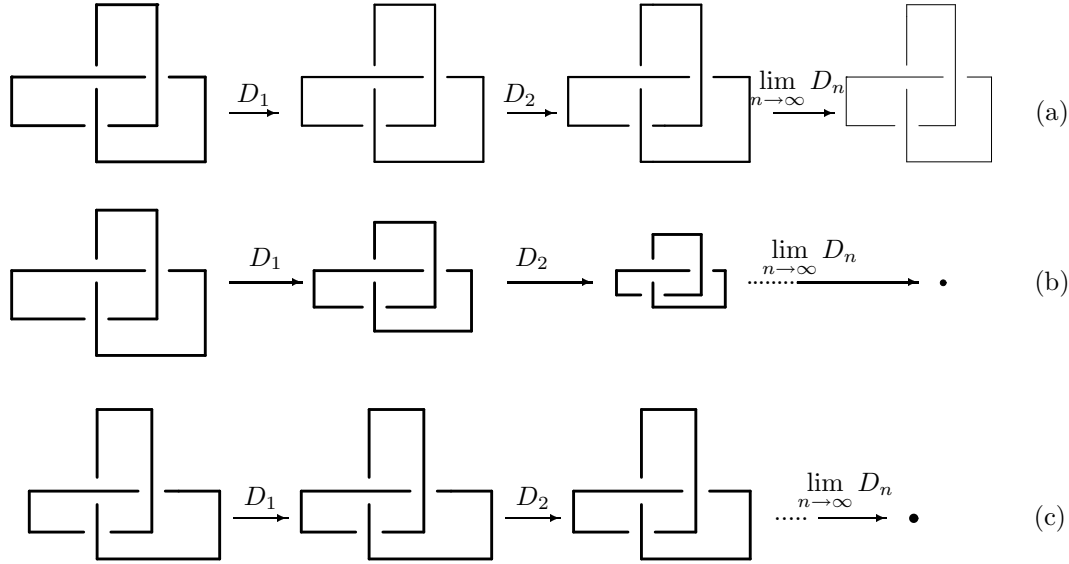 D₁ D₂ lim n→∞ Dₙ (a)
D₁ D₂ lim n→∞ Dₙ (b)
D₁ D₂ lim n→∞ Dₙ (c)